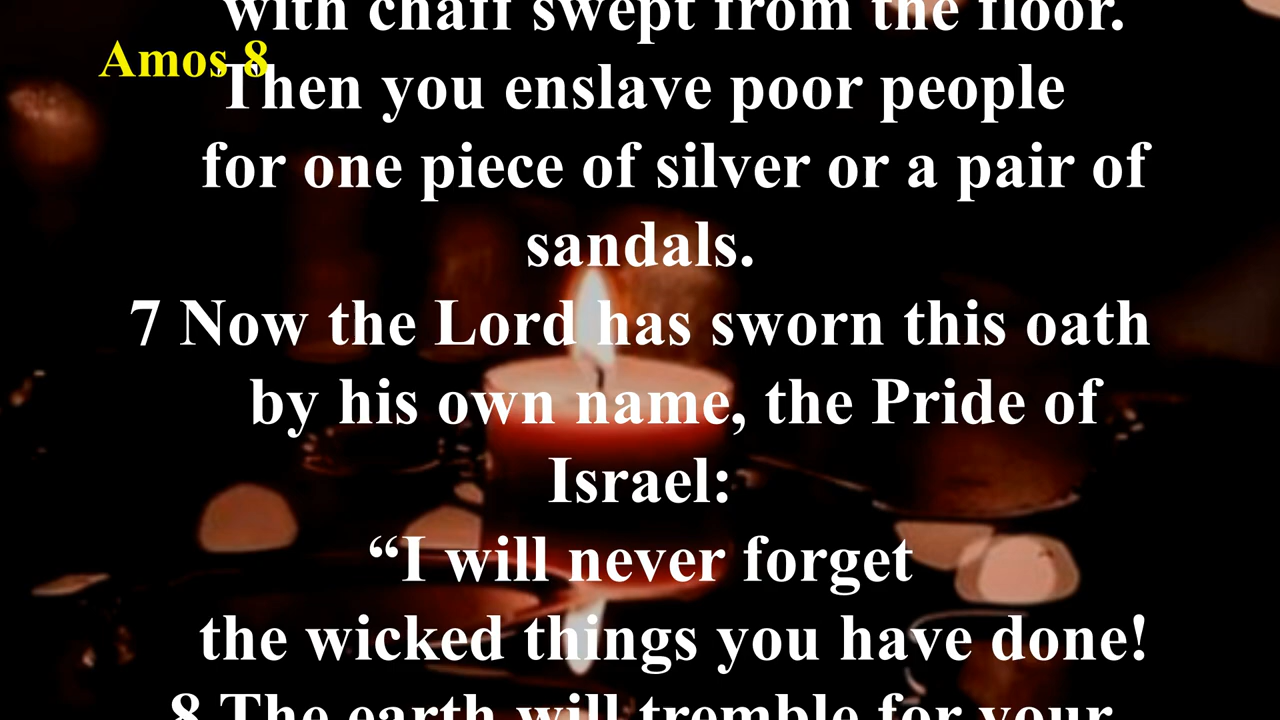 with chaff swept from the floor.
Amos 8
Then you enslave poor people
for one piece of silver or a pair of
sandals.
7 Now the Lord has sworn this oath
by his own name, the Pride of
Israel:
“I will never forget
the wicked things you have done!
8 The earth will tremble for your